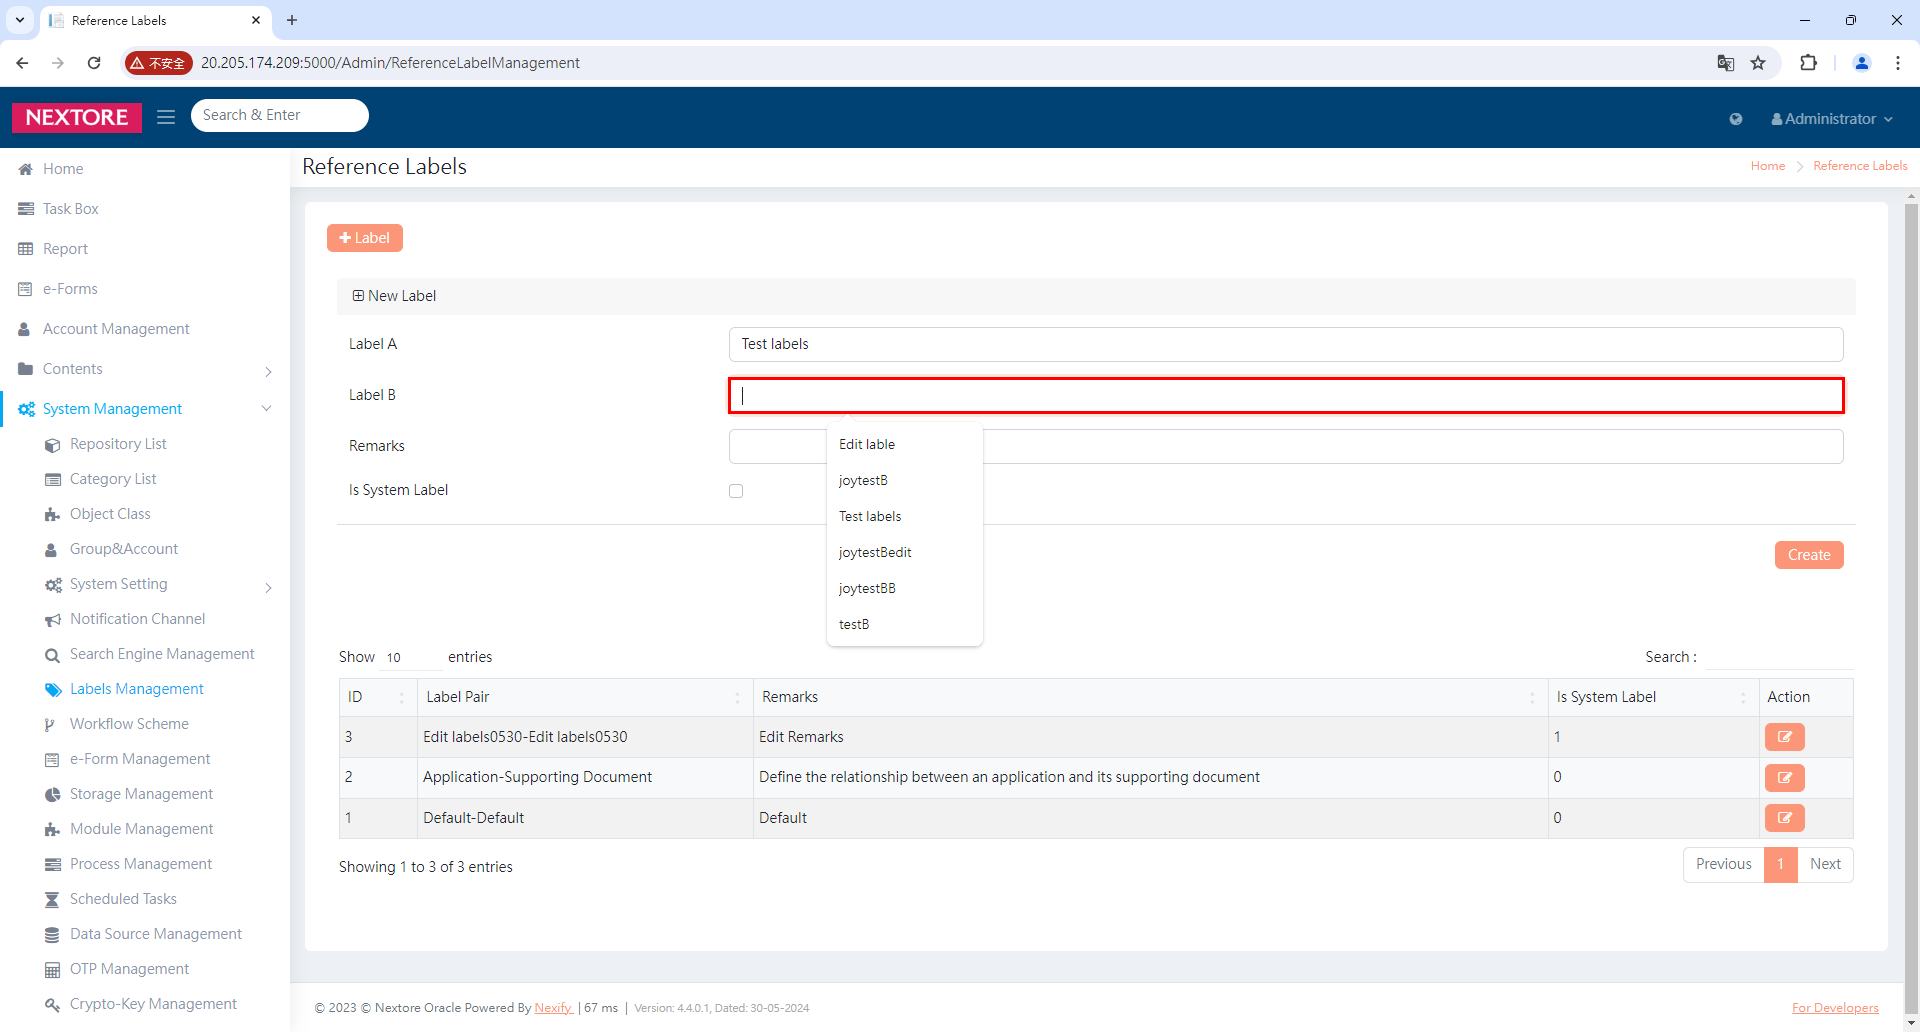 Reference Labels
不安全 20.205.174.209:5000/Admin/ReferenceLabelManagement
NEXTORE Search & Enter Administrator
Home
Task Box
Report
e-Forms
Account Management
Contents
System Management
Repository List
Category List
Object Class
Group&Account
System Setting
Notification Channel
Search Engine Management
Labels Management
Workflow Scheme
e-Form Management
Storage Management
Module Management
Process Management
Scheduled Tasks
Data Source Management
OTP Management
Crypto-Key Management
Reference Labels Home Reference Labels
Label
New Label
Label A Test labels
Label B
Remarks
Is System Label
Edit lable
joytestB
Test labels
joytestBedit
joytestBB
testB
Create
Show 10 entries Search :
ID Label Pair Remarks Is System Label Action
3 Edit labels0530-Edit labels0530 Edit Remarks 1
2 Application-Supporting Document Define the relationship between an application and its supporting document 0
1 Default-Default Default 0
Showing 1 to 3 of 3 entries Previous 1 Next
© 2023 © Nextore Oracle Powered By Nexify | 67 ms | Version: 4.4.0.1, Dated: 30-05-2024 For Developers